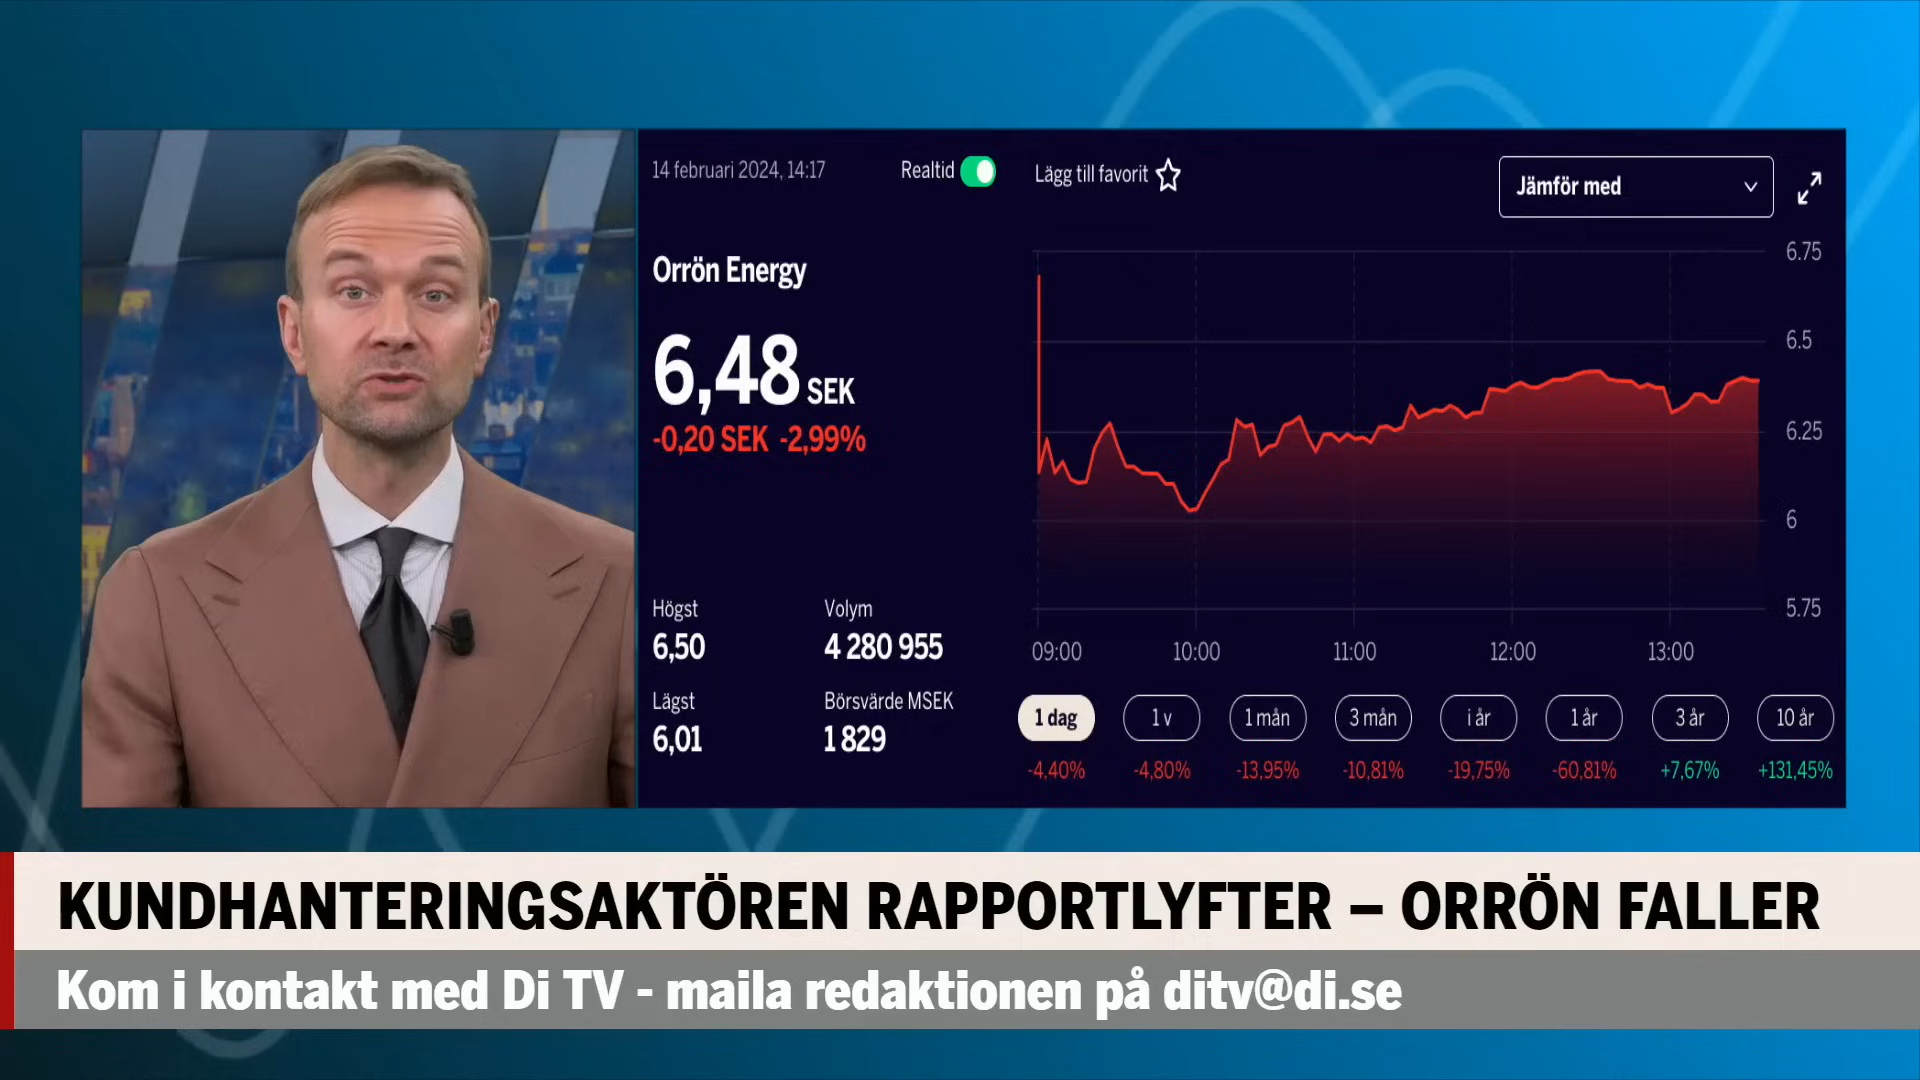 14 februari 2024, 14:17
Realtid
Lägg till favorit
Jämför med
Orrön Energy
6,48 SEK
-0,20 SEK -2,99%
Högst
Volym
6,50
4 280 955
Lägst
Börsvärde MSEK
6,01
1 829
6.75
6.5
6.25
6
5.75
09:00 10:00 11:00 12:00 13:00
1 dag 1 v 1 mån 3 mån i år 1 år 3 år 10 år
-4,40% -4,80% -13,95% -10,81% -19,75% -60,81% +7,67% +131,45%
KUNDHANTERINGSAKTÖREN RAPPORTLYFTER – ORRÖN FALLER
Kom i kontakt med Di TV - maila redaktionen på ditv@di.se